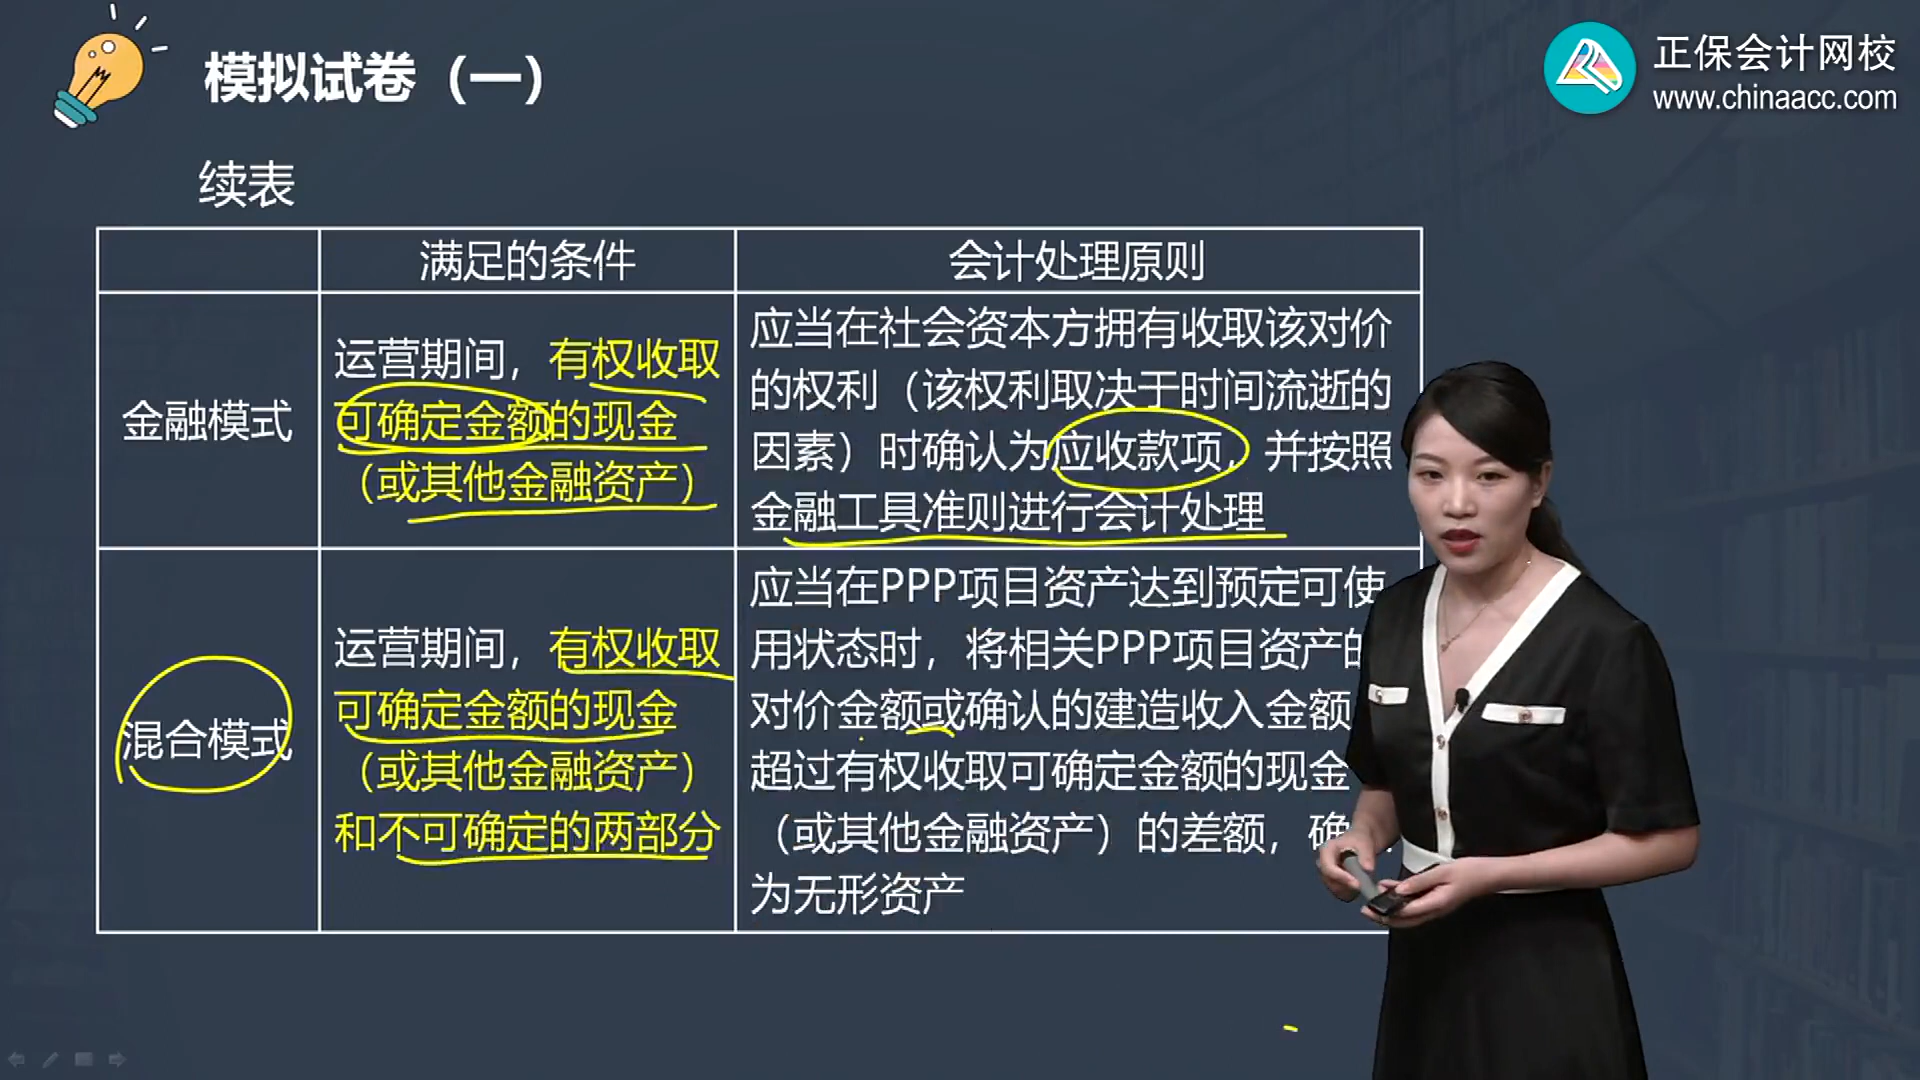 模拟试卷（一）
正保会计网校
www.chinaacc.com
续表
满足的条件
会计处理原则
金融模式
运营期间，有权收取
可确定金额的现金
（或其他金融资产）
应当在社会资本方拥有收取该对价
的权利（该权利取决于时间流逝的
因素）时确认为应收款项，并按照
金融工具准则进行会计处理
混合模式
运营期间，有权收取
可确定金额的现金
（或其他金融资产）
和不可确定的两部分
应当在PPP项目资产达到预定可使
用状态时，将相关PPP项目资产的
对价金额或确认的建造收入金额
超过有权收取可确定金额的现金
（或其他金融资产）的差额，确
为无形资产